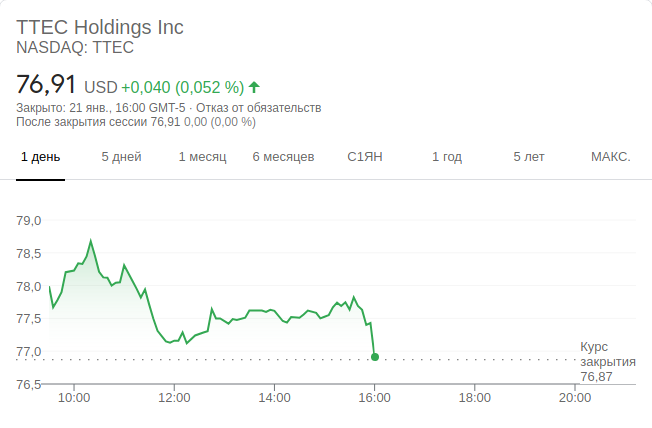 TTEC Holdings Inc
NASDAQ: TTEC
76,91 USD +0,040 (0,052 %)
Закрыто: 21 янв., 16:00 GMT-5 · Отказ от обязательств
После закрытия сессии 76,91 0,00 (0,00 %)
1 день 5 дней 1 месяц 6 месяцев С1ЯН 1 год 5 лет МАКС.
79,0
78,5
78,0
77,5
77,0
76,5
Курс
закрытия
76,87
10:00 12:00 14:00 16:00 18:00 20:00